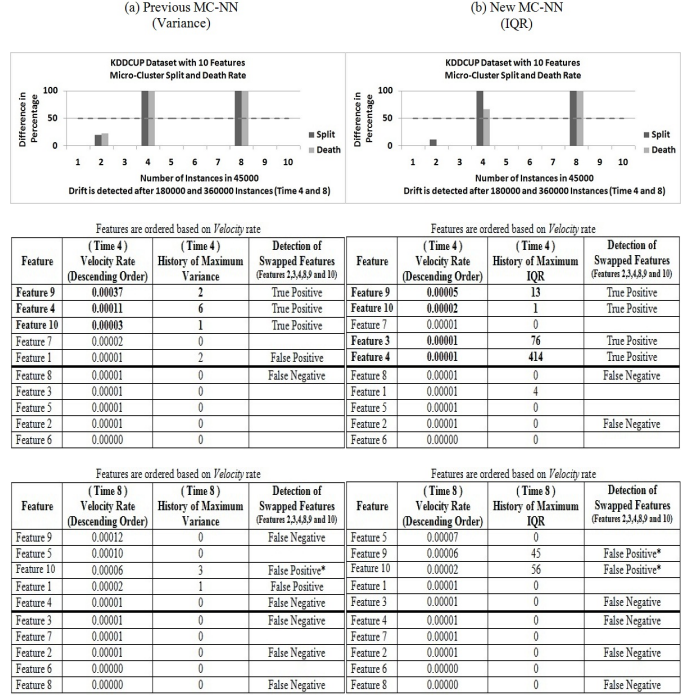 (a) Previous MC-NN
(Variance)
(b) New MC-NN
(IQR)
KDDCUP Dataset with 10 Features
Micro-Cluster Split and Death Rate
Difference in
Percentage
100
50
0
Split
Death
1 2 3 4 5 6 7 8 9 10
Number of Instances in 45000
Drift is detected after 180000 and 360000 Instances (Time 4 and 8)
KDDCUP Dataset with 10 Features
Micro-Cluster Split and Death Rate
Difference in
Percentage
100
50
0
Split
Death
1 2 3 4 5 6 7 8 9 10
Number of Instances in 45000
Drift is detected after 180000 and 360000 Instances (Time 4 and 8)
Features are ordered based on Velocity rate
Feature | ( Time 4 ) Velocity Rate (Descending Order) | ( Time 4 ) History of Maximum Variance | Detection of Swapped Features (Features 2,3,4,8,9 and 10)
Feature 9 0.00037 2 True Positive
Feature 4 0.00011 6 True Positive
Feature 10 0.00003 1 True Positive
Feature 7 0.00002 0
Feature 1 0.00001 2 False Positive
Feature 8 0.00001 0 False Negative
Feature 3 0.00001 0
Feature 5 0.00001 0
Feature 2 0.00001 0
Feature 6 0.00000 0
Features are ordered based on Velocity rate
Feature | ( Time 4 ) Velocity Rate (Descending Order) | ( Time 4 ) History of Maximum IQR | Detection of Swapped Features (Features 2,3,4,8,9 and 10)
Feature 9 0.00005 13 True Positive
Feature 10 0.00002 1 True Positive
Feature 7 0.00001 0
Feature 3 0.00001 76 True Positive
Feature 4 0.00001 414 True Positive
Feature 8 0.00001 0 False Negative
Feature 1 0.00001 4
Feature 5 0.00001 0
Feature 2 0.00001 0 False Negative
Feature 6 0.00000 0
Features are ordered based on Velocity rate
Feature | ( Time 8 ) Velocity Rate (Descending Order) | ( Time 8 ) History of Maximum Variance | Detection of Swapped Features (Features 2,3,4,8,9 and 10)
Feature 9 0.00012 0 False Negative
Feature 5 0.00010 0
Feature 10 0.00006 3 False Positive*
Feature 1 0.00002 1 False Positive
Feature 4 0.00001 0 False Negative
Feature 3 0.00001 0 False Negative
Feature 7 0.00001 0
Feature 2 0.00001 0 False Negative
Feature 6 0.00000 0
Feature 8 0.00000 0 False Negative
Features are ordered based on Velocity rate
Feature | ( Time 8 ) Velocity Rate (Descending Order) | ( Time 8 ) History of Maximum IQR | Detection of Swapped Features (Features 2,3,4,8,9 and 10)
Feature 5 0.00007 0
Feature 9 0.00006 45 False Positive*
Feature 10 0.00002 56 False Positive*
Feature 1 0.00001 0
Feature 3 0.00001 0 False Negative
Feature 4 0.00001 0 False Negative
Feature 7 0.00001 0
Feature 2 0.00001 0 False Negative
Feature 6 0.00000 0
Feature 8 0.00000 0 False Negative